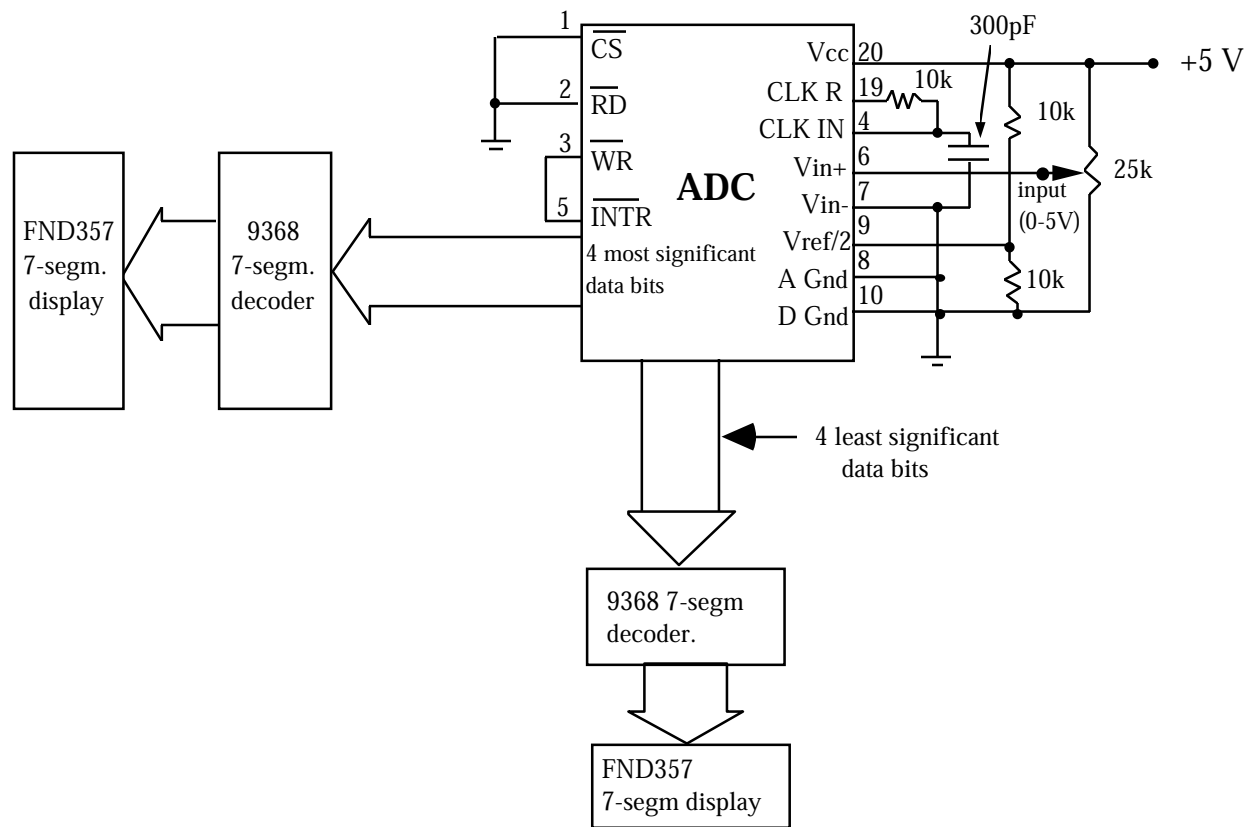 1
CS
2
RD
3
WR
5
INTR
4 most significant
data bits
ADC
Vcc
20
CLK R
19
CLK IN
4
Vin+
6
Vin-
7
Vref/2
9
A Gnd
8
D Gnd
10
300pF
10k
+5 V
10k
25k
input
(0-5V)
10k
FND357
7-segm.
display
9368
7-segm.
decoder
4 least significant
data bits
9368 7-segm
decoder.
FND357
7-segm display